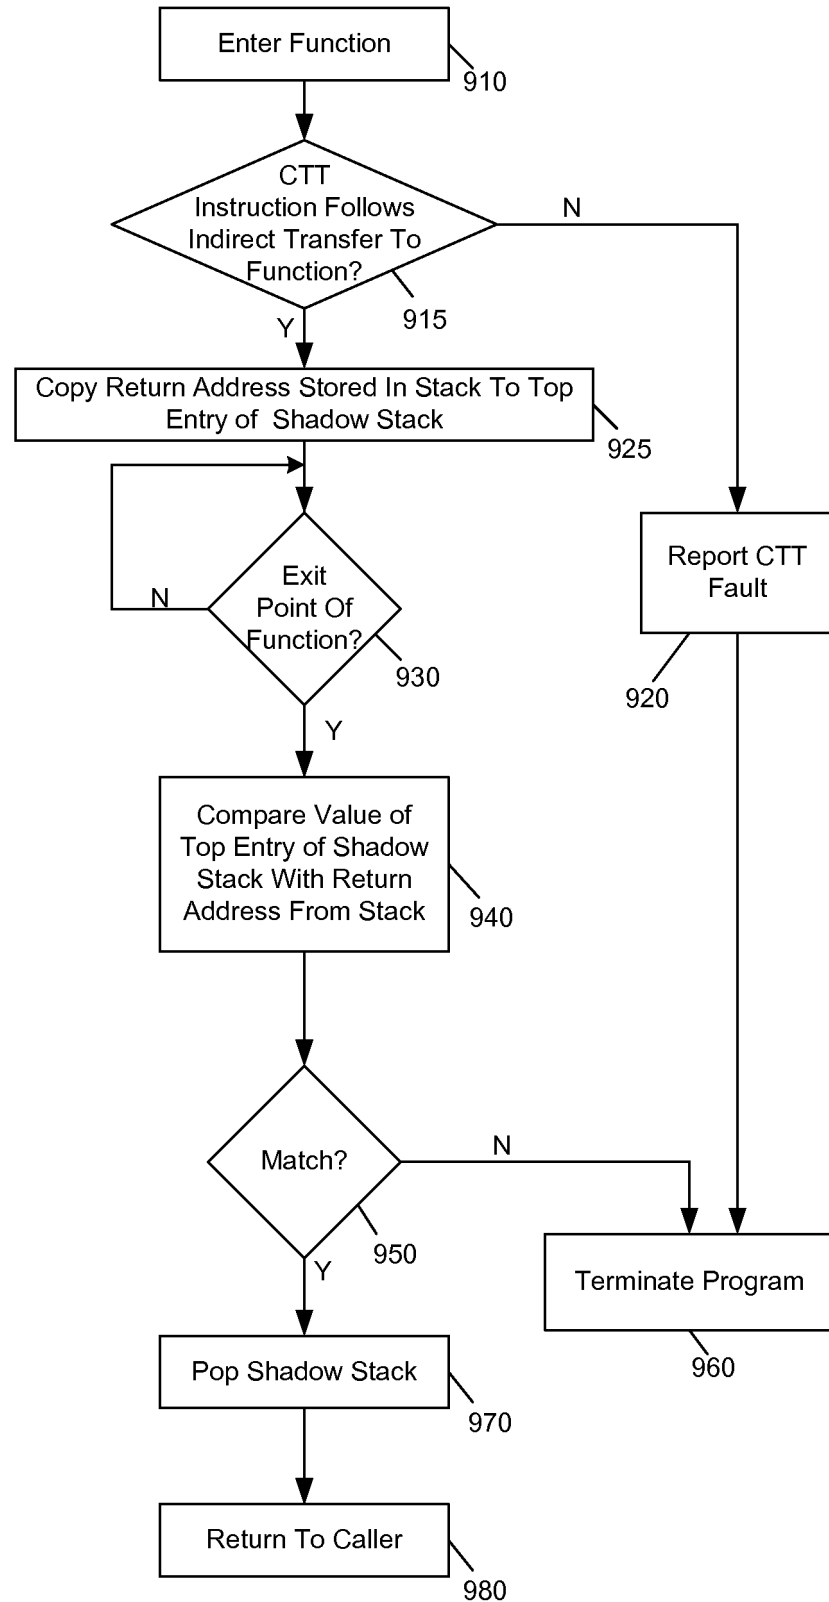 Enter Function
910
CTT
Instruction Follows
Indirect Transfer To
Function?
N
915
Y
Copy Return Address Stored In Stack To Top
Entry of Shadow Stack
925
Exit
Point Of
Function?
N
930
Report CTT
Fault
920
Y
Compare Value of
Top Entry of Shadow
Stack With Return
Address From Stack
940
Match?
N
950
Y
Terminate Program
960
Pop Shadow Stack
970
Return To Caller
980